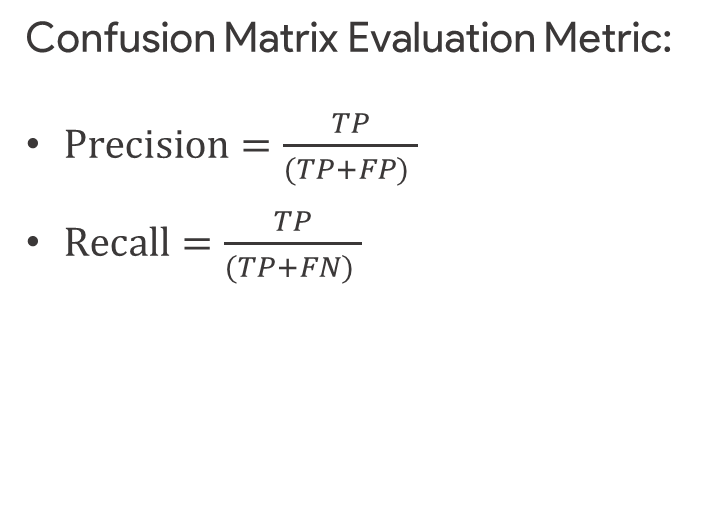 Confusion Matrix Evaluation Metric:
• Precision = TP/(TP+FP)
• Recall = TP/(TP+FN)